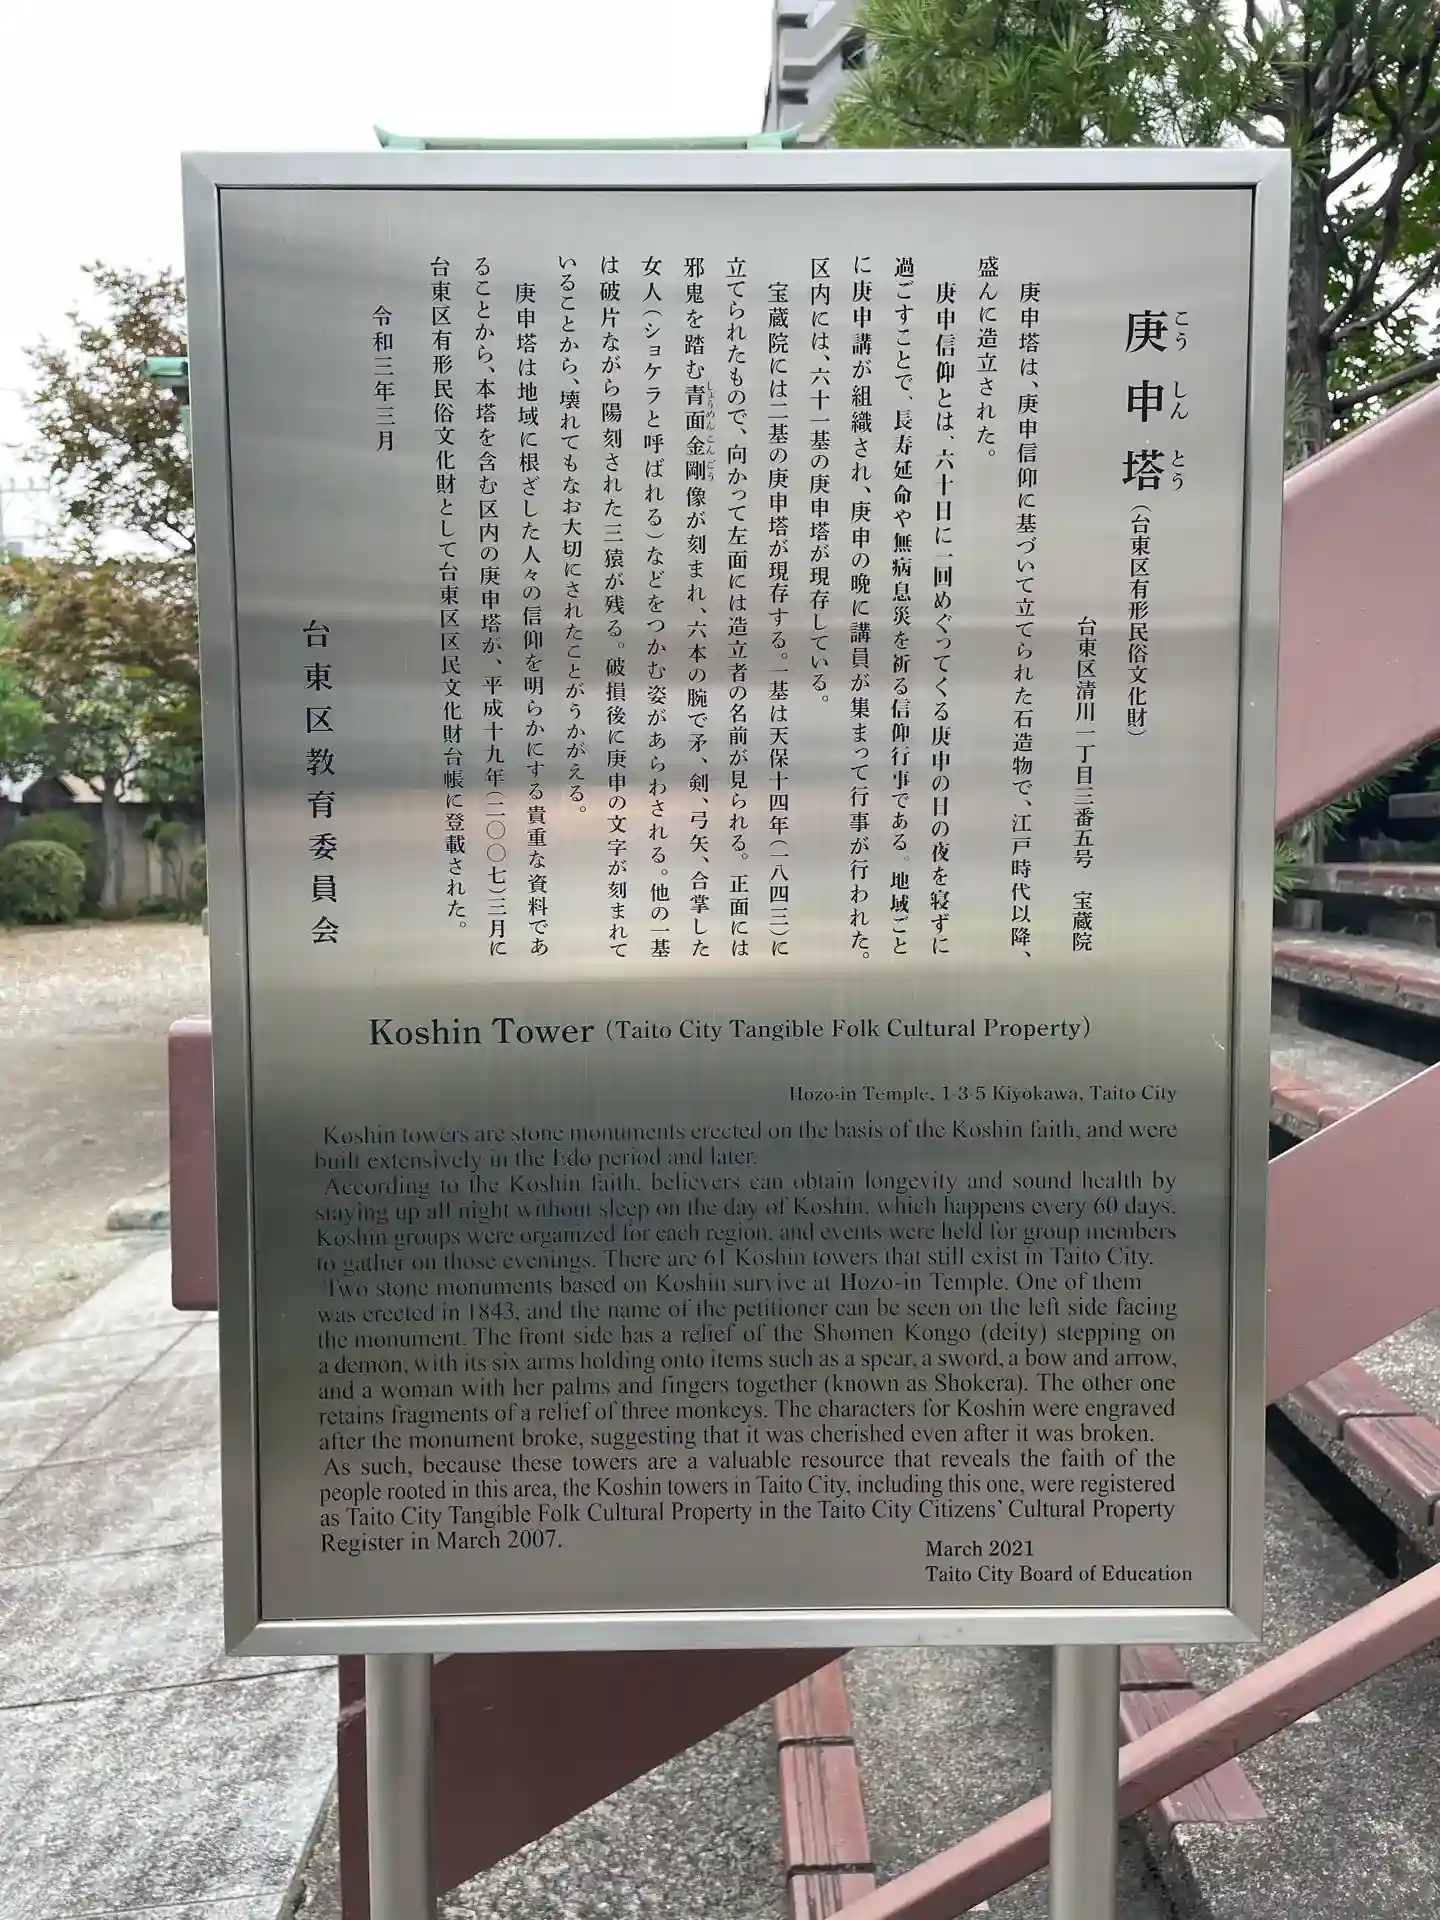 庚申塔（台東区有形民俗文化財）
こうしんとう
台東区清川一丁目三番五号　宝蔵院
庚申塔は、庚申信仰に基づいて立てられた石造物で、江戸時代以降、
盛んに造立された。
庚申信仰とは、六十日に一回めぐってくる庚申の日の夜を寝ずに
過ごすことで、長寿延命や無病息災を祈る信仰行事である。地域ごと
に庚申講が組織され、庚申の晩に講員が集まって行事が行われた。
区内には、六十一基の庚申塔が現存している。
宝蔵院には二基の庚申塔が現存する。一基は天保十四年（一八四三）に
立てられたもので、向かって左面には造立者の名前が見られる。正面には
邪鬼を踏む青面金剛像が刻まれ、六本の腕で矛、剣、弓矢、合掌した
しょうめんこんごう
女人（ショケラと呼ばれる）などをつかむ姿があらわされる。他の一基
は破片ながら陽刻された三猿が残る。破損後に庚申の文字が刻まれて
いることから、壊れてもなお大切にされたことがうかがえる。
庚申塔は地域に根ざした人々の信仰を明らかにする貴重な資料であ
ることから、本塔を含む区内の庚申塔が、平成十九年（二〇〇七）三月に
台東区有形民俗文化財として台東区区民文化財台帳に登載された。
令和三年三月
台東区教育委員会
Koshin Tower (Taito City Tangible Folk Cultural Property)
Hozo-in Temple, 1-3-5 Kiyokawa, Taito City
Koshin towers are stone monuments erected on the basis of the Koshin faith, and were
built extensively in the Edo period and later.
According to the Koshin faith, believers can obtain longevity and sound health by
staying up all night without sleep on the day of Koshin, which happens every 60 days.
Koshin groups were organized for each region, and events were held for group members
to gather on those evenings. There are 61 Koshin towers that still exist in Taito City.
Two stone monuments based on Koshin survive at Hozo-in Temple. One of them
was erected in 1843, and the name of the petitioner can be seen on the left side facing
the monument. The front side has a relief of the Shomen Kongo (deity) stepping on
a demon, with its six arms holding onto items such as a spear, a sword, a bow and arrow,
and a woman with her palms and fingers together (known as Shokera). The other one
retains fragments of a relief of three monkeys. The characters for Koshin were engraved
after the monument broke, suggesting that it was cherished even after it was broken.
As such, because these towers are a valuable resource that reveals the faith of the
people rooted in this area, the Koshin towers in Taito City, including this one, were registered
as Taito City Tangible Folk Cultural Property in the Taito City Citizens' Cultural Property
Register in March 2007.
March 2021
Taito City Board of Education